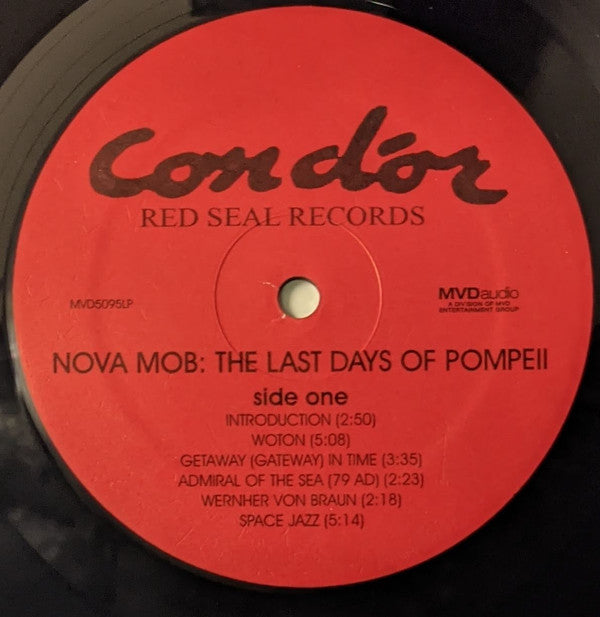 Cond'or
RED SEAL RECORDS
MVD5095LP
MVDaudio
A DIVISION OF MVD
ENTERTAINMENT GROUP
NOVA MOB: THE LAST DAYS OF POMPEII
side one
INTRODUCTION (2:50)
WOTON (5:08)
GETAWAY (GATEWAY) IN TIME (3:35)
ADMIRAL OF THE SEA (79 AD) (2:23)
WERNHER VON BRAUN (2:18)
SPACE JAZZ (5:14)